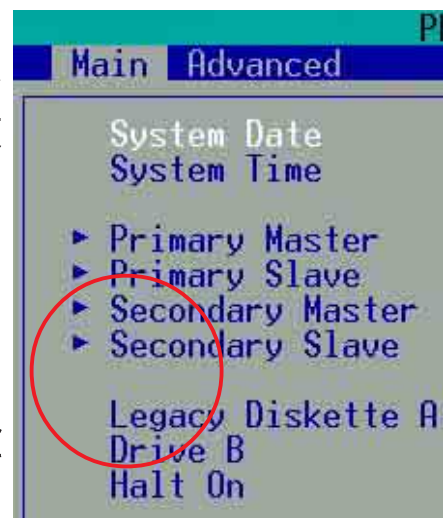 Main Advanced
System Date
System Time
► Primary Master
► Primary Slave
► Secondary Master
► Secondary Slave
Legacy Diskette A
Drive B
Halt On